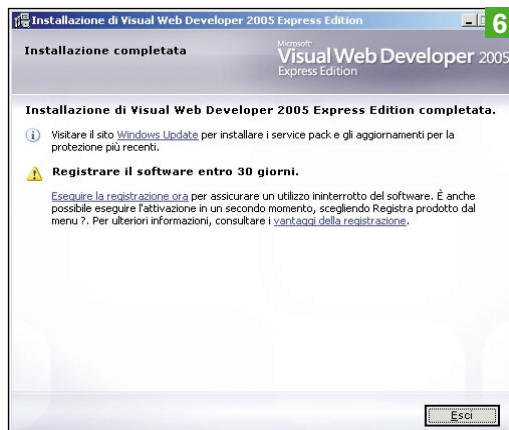 Installazione di Visual Web Developer 2005 Express Edition
6
Installazione completata
Microsoft
Visual Web Developer 2005
Express Edition
Installazione di Visual Web Developer 2005 Express Edition completata.
Visitare il sito Windows Update per installare i service pack e gli aggiornamenti per la
protezione più recenti.
Registrare il software entro 30 giorni.
Eseguire la registrazione ora per assicurare un utilizzo ininterrotto del software. È anche
possibile eseguire l'attivazione in un secondo momento, scegliendo Registra prodotto dal
menu ?. Per ulteriori informazioni, consultare i vantaggi della registrazione.
Esci